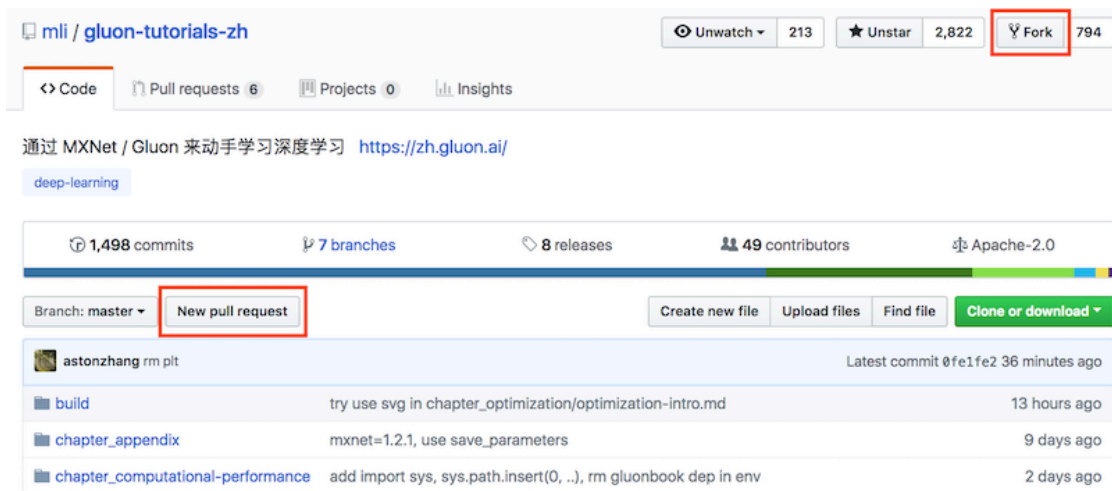 mli / gluon-tutorials-zh Unwatch 213 Unstar 2,822 Fork 794
Code Pull requests 6 Projects 0 Insights
通过 MXNet / Gluon 来动手学习深度学习 https://zh.gluon.ai/
deep-learning
1,498 commits 7 branches 8 releases 49 contributors Apache-2.0
Branch: master New pull request Create new file Upload files Find file Clone or download
astonzhang rm plt Latest commit 0fe1fe2 36 minutes ago
build try use svg in chapter_optimization/optimization-intro.md 13 hours ago
chapter_appendix mxnet=1.2.1, use save_parameters 9 days ago
chapter_computational-performance add import sys, sys.path.insert(0, ..), rm gluonbook dep in env 2 days ago